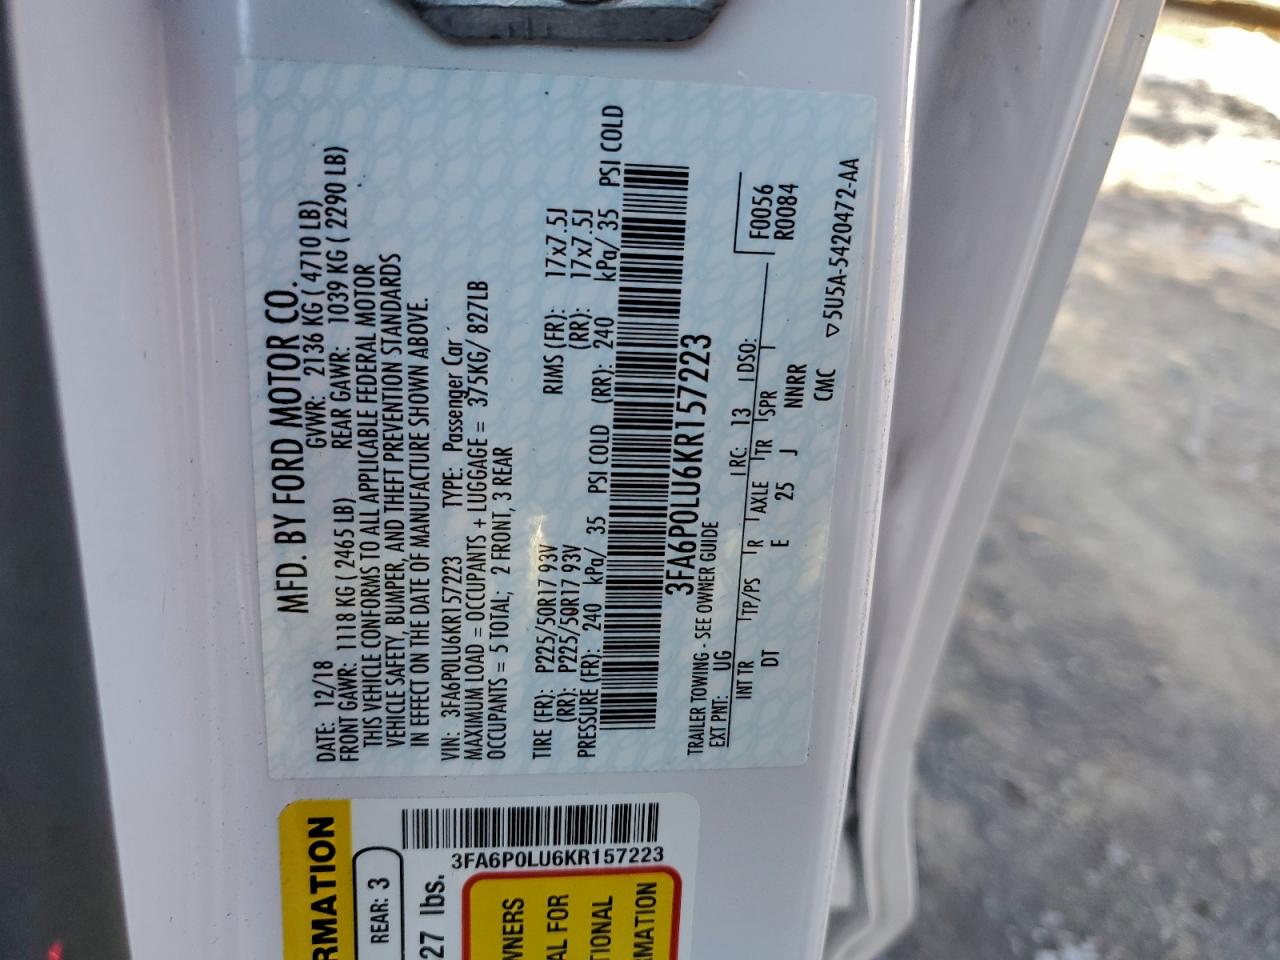 MFD. BY FORD MOTOR CO.
DATE: 12/18 GVWR: 2136 KG ( 4710 LB)
FRONT GAWR: 1118 KG ( 2465 LB) REAR GAWR: 1039 KG ( 2290 LB)
THIS VEHICLE CONFORMS TO ALL APPLICABLE FEDERAL MOTOR
VEHICLE SAFETY, BUMPER, AND THEFT PREVENTION STANDARDS
IN EFFECT ON THE DATE OF MANUFACTURE SHOWN ABOVE.
VIN: 3FA6P0LU6KR157223 TYPE: Passenger Car
MAXIMUM LOAD = OCCUPANTS + LUGGAGE = 375KG/ 827LB
OCCUPANTS = 5 TOTAL; 2 FRONT, 3 REAR
TIRE (FR): P225/50R17 93V RIMS (FR): 17x7.5J
(RR): P225/50R17 93V (RR): 17x7.5J
PRESSURE (FR): 240 kPa/ 35 PSI COLD (RR): 240 kPa/ 35 PSI COLD
3FA6P0LU6KR157223
TRAILER TOWING - SEE OWNER GUIDE
EXT PNT: UG RC: 13 DSO: F0056
INT TR TP/PS R AXLE TR SPR R0084
DT E 25 J NNRR
CMC ▽5U5A-5420472-AA
RMATION
REAR: 3
27 lbs.
3FA6P0LU6KR157223
WNERS
AL FOR
TIONAL
MATION